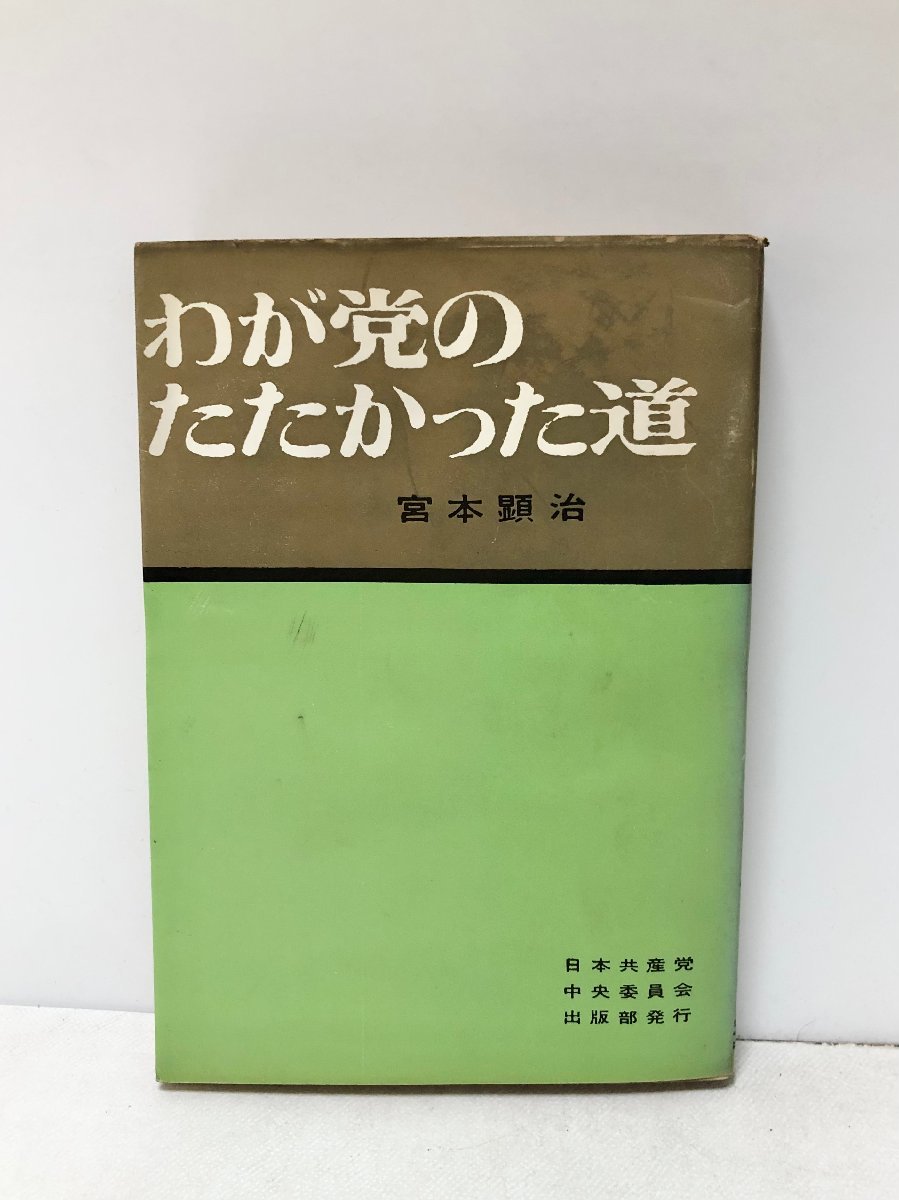 わが党の
たたかった道
宮本顕治
日本共産党
中央委員会
出版部発行